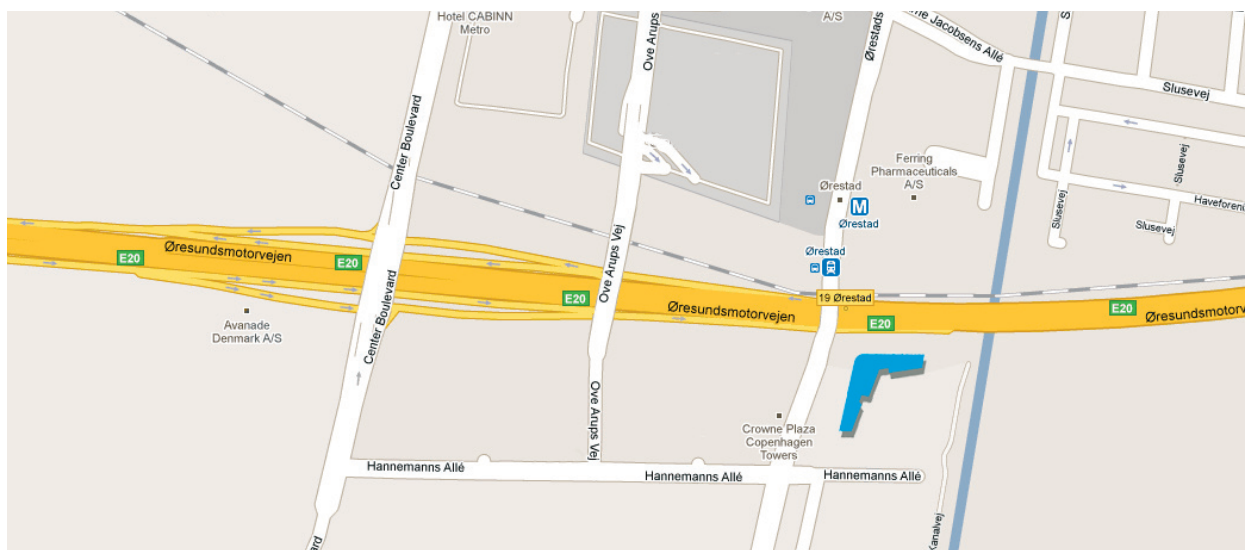 Hotel CABINN
Metro
Ove Arups
A/S
Ørestads
Jacobsens Allé
Slusevej
Center Boulevard
Ferring
Pharmaceuticals
A/S
Slusevej
Slusevej
Haveforeni
Slusevej
Ørestad
M
Ørestad
Ørestad
Ove Arups Vej
Øresundsmotorvejen
E20
E20
E20
19 Ørestad
Øresundsmotorvejen
E20
E20
Øresundsmotorv
Avanade
Denmark A/S
Center Boulevard
Ove Arups Vej
Crowne Plaza
Copenhagen
Towers
Hannemanns Allé
Hannemanns Allé
Hannemanns Allé
Kanalvej